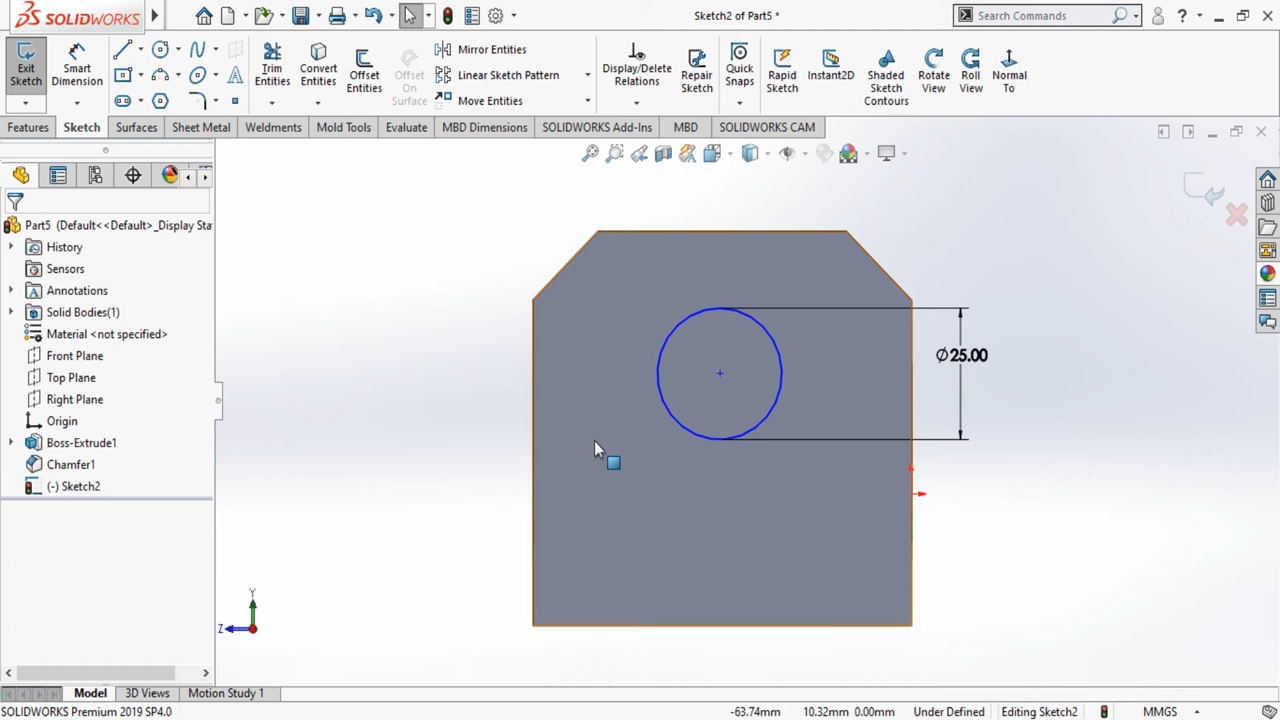 SOLIDWORKS
Sketch2 of Part5 *
Search Commands
?
Exit Sketch
Smart Dimension
Trim Entities
Convert Entities
Offset Entities
Offset On Surface
Mirror Entities
Linear Sketch Pattern
Move Entities
Display/Delete Relations
Repair Sketch
Quick Snaps
Rapid Sketch
Instant2D
Shaded Sketch Contours
Rotate View
Roll View
Normal To
Features
Sketch
Surfaces
Sheet Metal
Weldments
Mold Tools
Evaluate
MBD Dimensions
SOLIDWORKS Add-Ins
MBD
SOLIDWORKS CAM
Part5 (Default<<Default>_Display Sta
History
Sensors
Annotations
Solid Bodies(1)
Material <not specified>
Front Plane
Top Plane
Right Plane
Origin
Boss-Extrude1
Chamfer1
(-) Sketch2
∅25.00
Y
Z
Model
3D Views
Motion Study 1
SOLIDWORKS Premium 2019 SP4.0
-63.74mm
10.32mm 0.00mm
Under Defined
Editing Sketch2
MMGS